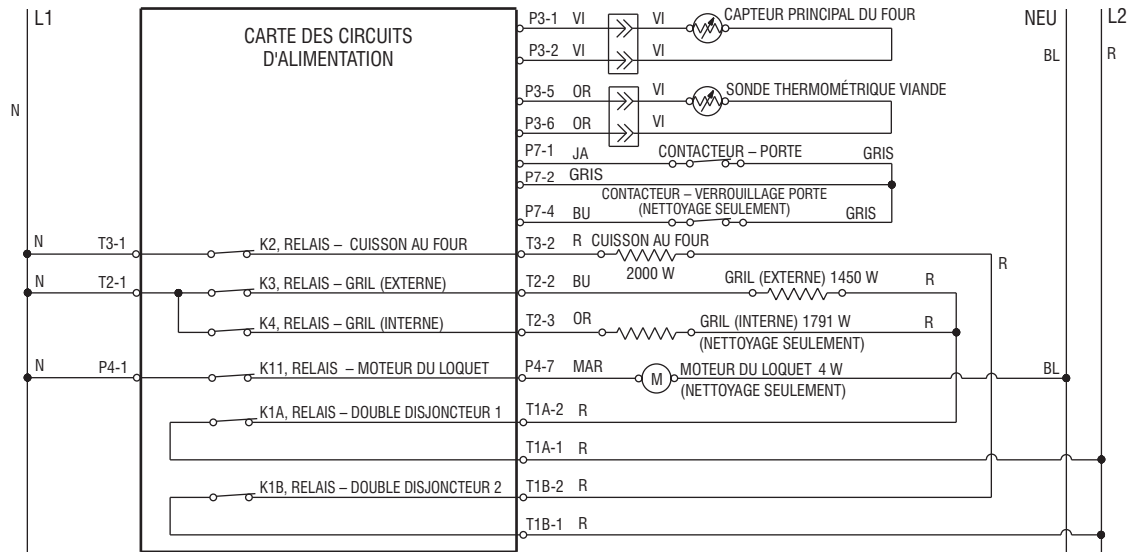 L1
CARTE DES CIRCUITS
D'ALIMENTATION
P3-1 VI VI CAPTEUR PRINCIPAL DU FOUR
NEU L2
P3-2 VI VI
BL R
N
P3-5 OR VI SONDE THERMOMÉTRIQUE VIANDE
P3-6 OR VI
P7-1 JA CONTACTEUR – PORTE GRIS
P7-2 GRIS
CONTACTEUR – VERROUILLAGE PORTE
(NETTOYAGE SEULEMENT)
P7-4 BU GRIS
N T3-1 K2, RELAIS – CUISSON AU FOUR T3-2 R CUISSON AU FOUR
2000 W
R
N T2-1 K3, RELAIS – GRIL (EXTERNE) T2-2 BU GRIL (EXTERNE) 1450 W R
K4, RELAIS – GRIL (INTERNE) T2-3 OR GRIL (INTERNE) 1791 W R
(NETTOYAGE SEULEMENT)
N P4-1 K11, RELAIS – MOTEUR DU LOQUET P4-7 MAR M MOTEUR DU LOQUET 4 W BL
(NETTOYAGE SEULEMENT)
K1A, RELAIS – DOUBLE DISJONCTEUR 1 T1A-2 R
T1A-1 R
K1B, RELAIS – DOUBLE DISJONCTEUR 2 T1B-2 R
T1B-1 R